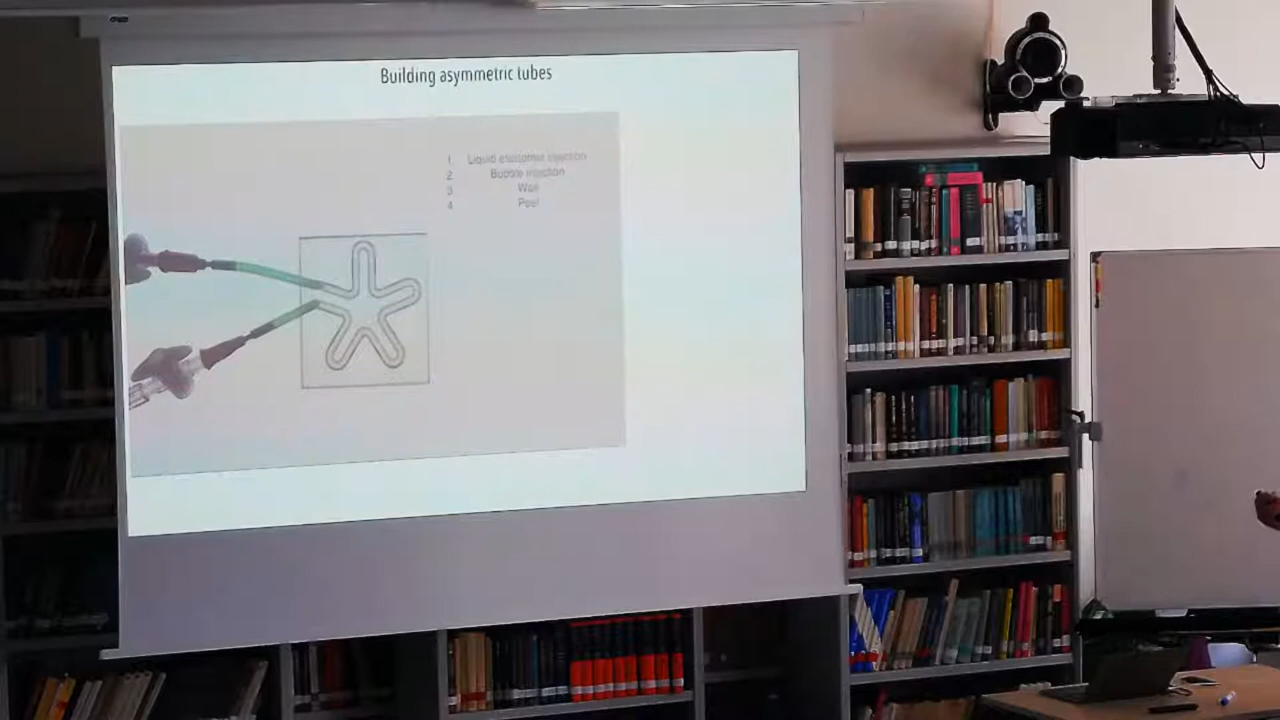 Building asymmetric tubes
1 Liquid elastomer injection
2 Bubble injection
3 Wait
4 Peel